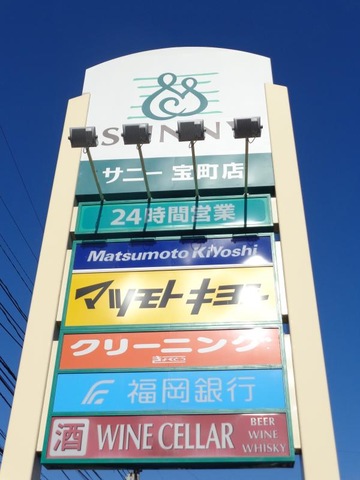 SUNNY
サニー 宝町店
24時間営業
Matsumoto KiYoshi
マツモトキヨシ
クリーニング
福岡銀行
酒 WINE CELLAR
BEER
WINE
WHISKY